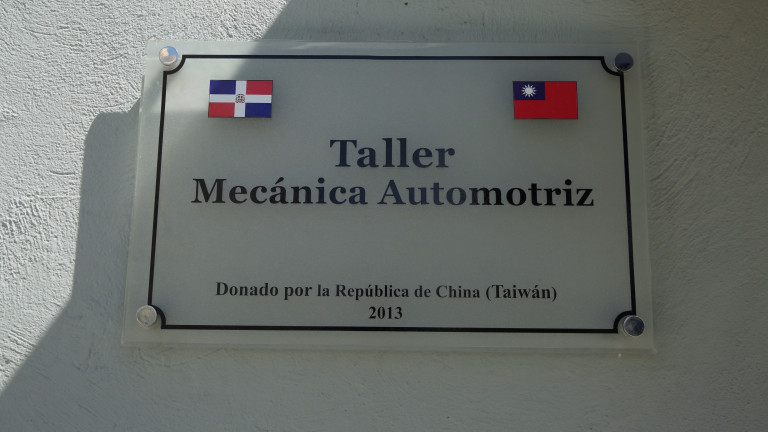 Taller
Mecánica Automotriz
Donado por la República de China (Taiwán)
2013